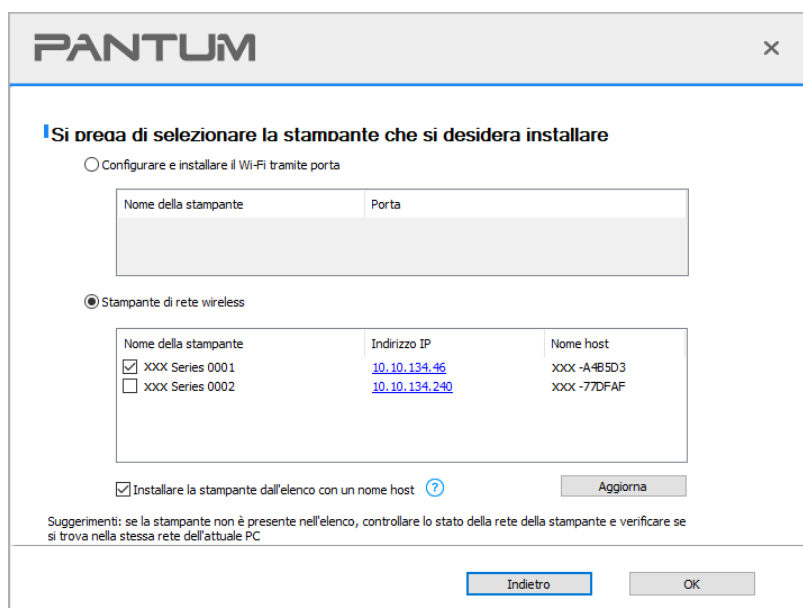 PANTUM
Si prega di selezionare la stampante che si desidera installare
Configurare e installare il Wi-Fi tramite porta
Nome della stampante Porta
Stampante di rete wireless
Nome della stampante Indirizzo IP Nome host
XXX Series 0001 10.10.134.46 XXX -A4B5D3
XXX Series 0002 10.10.134.240 XXX -77DFAF
Installare la stampante dall'elenco con un nome host ?
Aggiorna
Suggerimenti: se la stampante non è presente nell'elenco, controllare lo stato della rete della stampante e verificare se
si trova nella stessa rete dell'attuale PC
Indietro OK